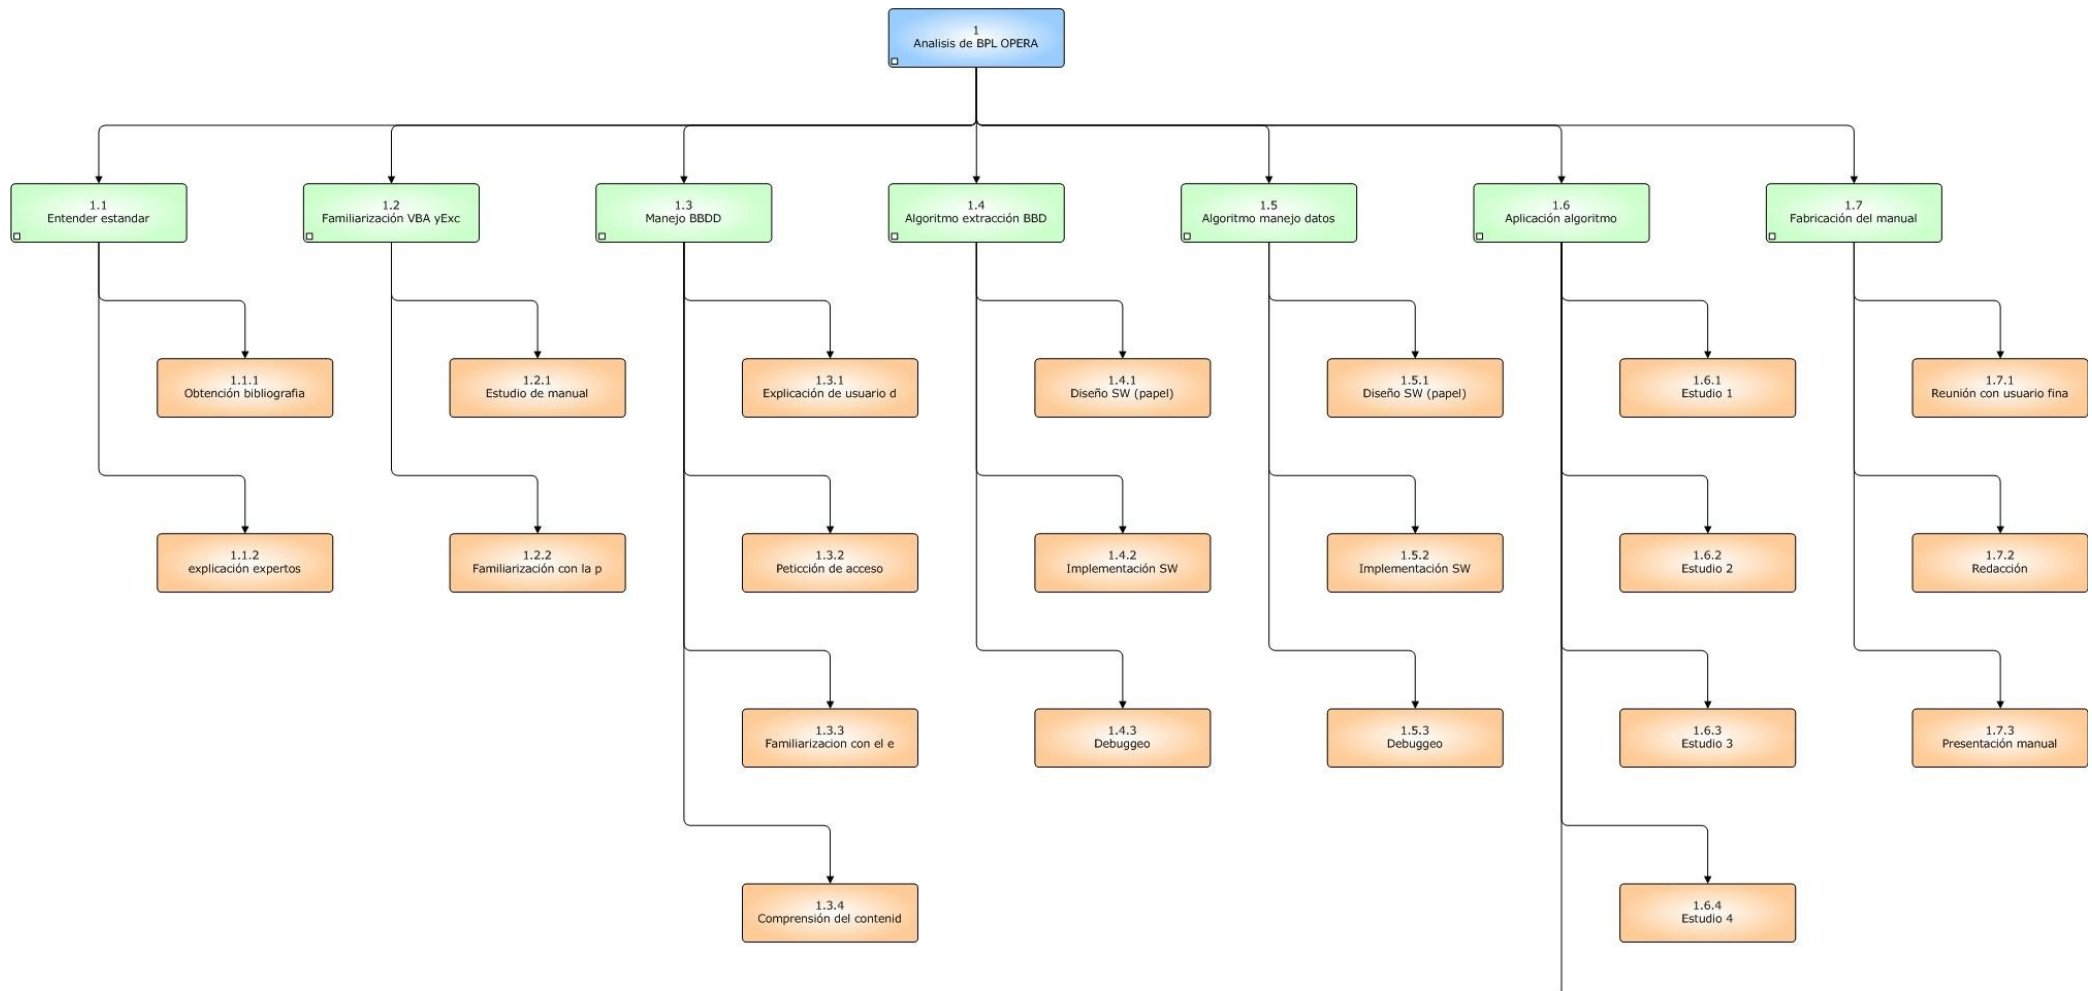 1
Analisis de BPL OPERA
1.1
Entender estandar
1.2
Familiarización VBA yExc
1.3
Manejo BBDD
1.4
Algoritmo extracción BBD
1.5
Algoritmo manejo datos
1.6
Aplicación algoritmo
1.7
Fabricación del manual
1.1.1
Obtención bibliografia
1.2.1
Estudio de manual
1.3.1
Explicación de usuario d
1.4.1
Diseño SW (papel)
1.5.1
Diseño SW (papel)
1.6.1
Estudio 1
1.7.1
Reunión con usuario fina
1.1.2
explicación expertos
1.2.2
Familiarización con la p
1.3.2
Peticción de acceso
1.4.2
Implementación SW
1.5.2
Implementación SW
1.6.2
Estudio 2
1.7.2
Redacción
1.3.3
Familiarizacion con el e
1.4.3
Debuggeo
1.5.3
Debuggeo
1.6.3
Estudio 3
1.7.3
Presentación manual
1.3.4
Comprensión del contenid
1.6.4
Estudio 4